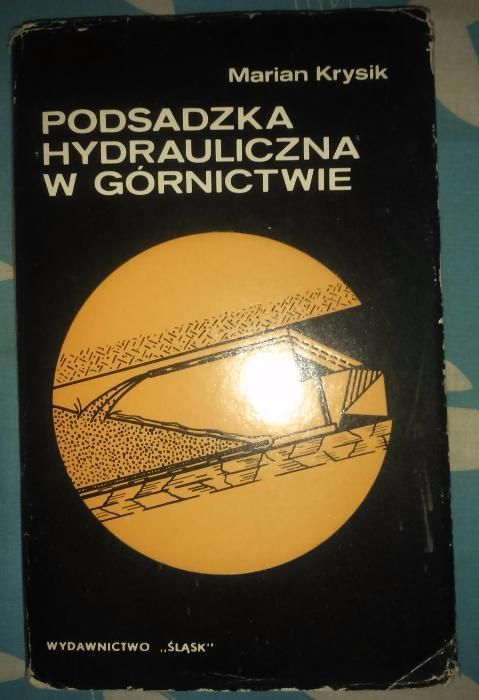 Marian Krysik
PODSADZKA
HYDRAULICZNA
W GÓRNICTWIE
WYDAWNICTWO „ŚLĄSK"